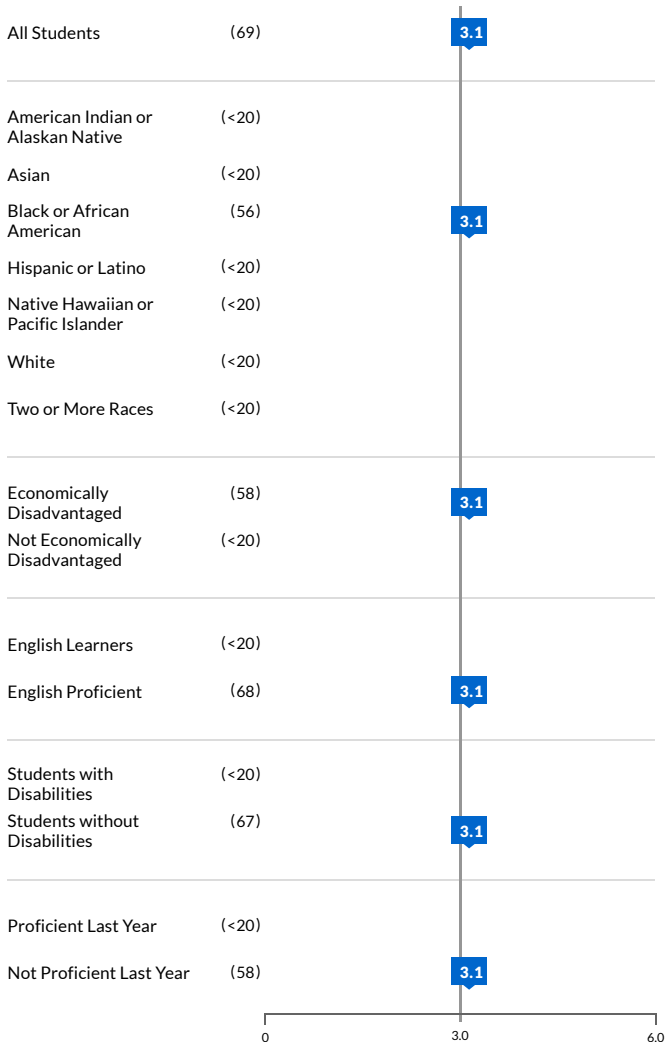 All Students (69) 3.1
American Indian or
Alaskan Native (<20)
Asian (<20)
Black or African
American (56) 3.1
Hispanic or Latino (<20)
Native Hawaiian or
Pacific Islander (<20)
White (<20)
Two or More Races (<20)
Economically
Disadvantaged (58) 3.1
Not Economically
Disadvantaged (<20)
English Learners (<20)
English Proficient (68) 3.1
Students with
Disabilities (<20)
Students without
Disabilities (67) 3.1
Proficient Last Year (<20)
Not Proficient Last Year (58) 3.1
0 3.0 6.0